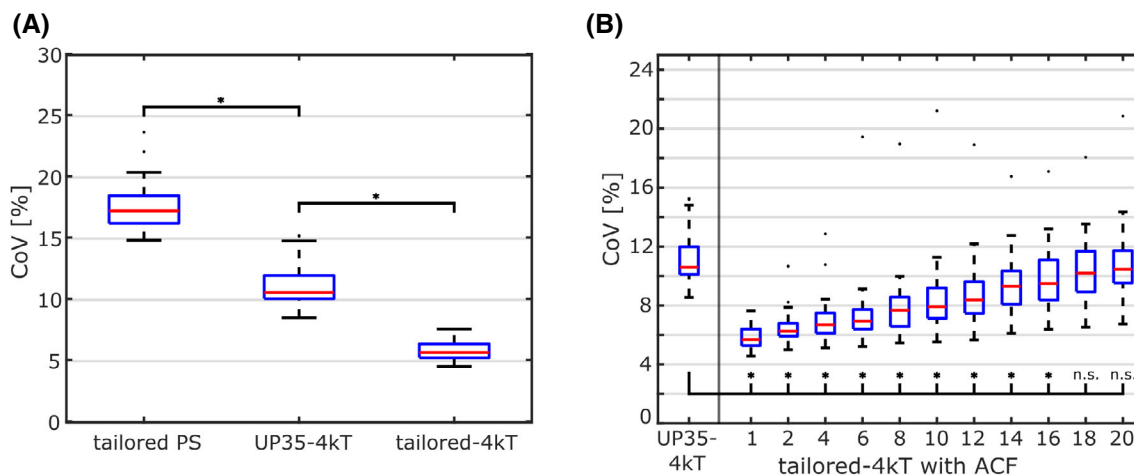 (A)
CoV [%]
30
25
20
15
10
5
0
*
*
tailored PS UP35-4kT tailored-4kT
(B)
CoV [%]
24
20
16
12
8
4
0
* * * * * * * * * n.s. n.s.
UP35-4kT 1 2 4 6 8 10 12 14 16 18 20
tailored-4kT with ACF